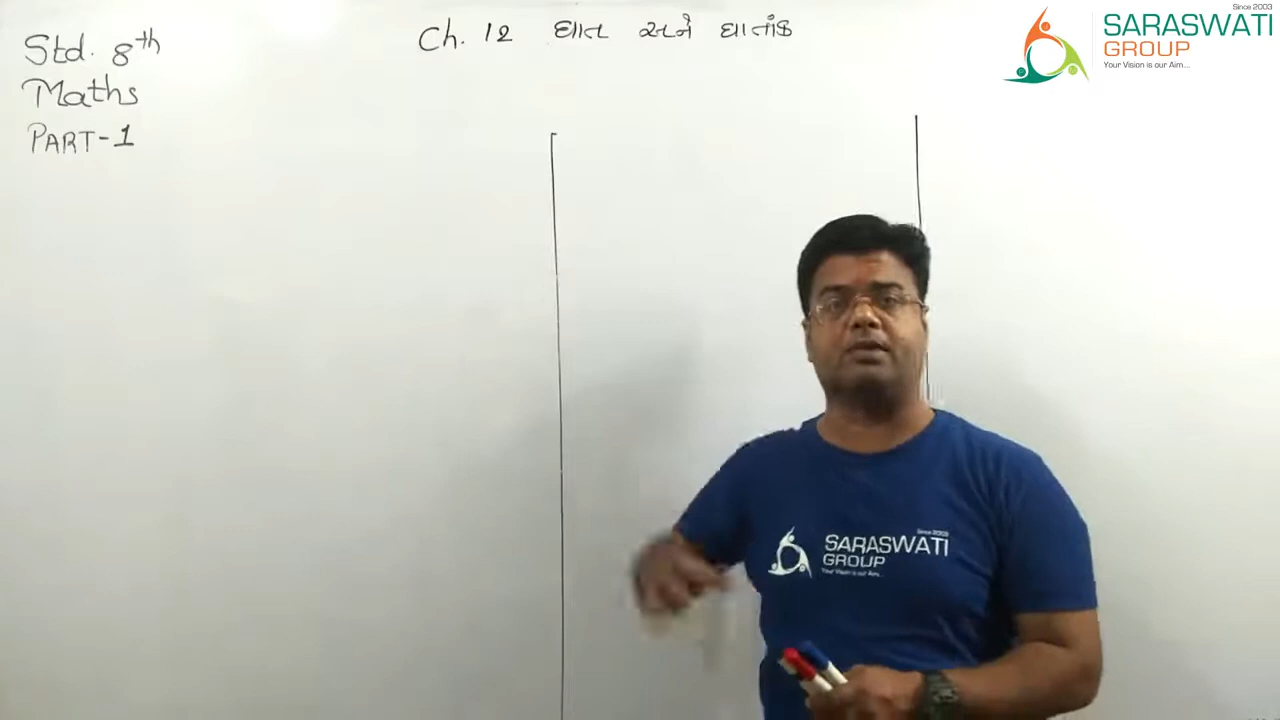 Std. 8th
Maths
PART-1
Ch. 12 ઘાત અને ઘાતાંક
Since 2003
SARASWATI
GROUP
Your Vision is our Aim...
Since 2003
SARASWATI
GROUP
Your Vision is our Aim...